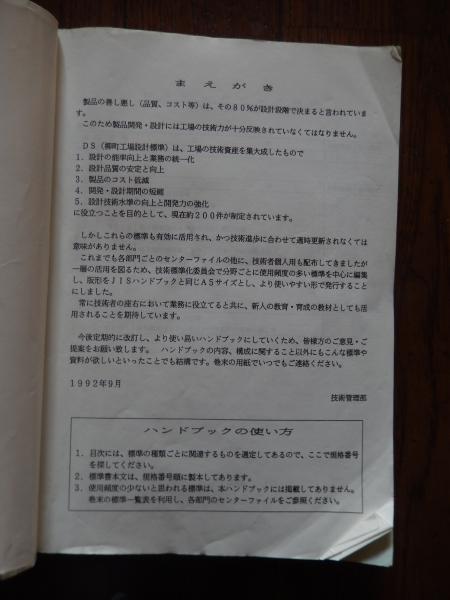 まえがき
製品の善し悪し（品質、コスト等）は、その８０％が設計段階で決まると言われていま
す。
このため製品開発・設計には工場の技術力が十分反映されていなくてはなりません。
ＤＳ（柳町工場設計標準）は、工場の技術資産を集大成したもので
１．設計の能率向上と業務の統一化
２．設計品質の安定と向上
３．製品のコスト低減
４．開発・設計期間の短縮
５．設計技術水準の向上と開発力の強化
に役立つことを目的として、現在約２００件が制定されています。
しかしこれらの標準も有効に活用され、かつ技術進歩に合わせて適時更新されなくては
意味がありません。
これまでも各部門ごとのセンターファイルの他に、技術者個人用も配布してきましたが
一層の活用を図るため、技術標準化委員会で分野ごとに使用頻度の多い標準を中心に編集
し、版形をＪＩＳハンドブックと同じＡ５サイズとし、より使いやすい形で発行すること
にしました。
常に技術者の座右において業務に役立てると共に、新人の教育・育成の教材としても活
用されることを期待しています。
今後定期的に改訂し、より使い易いハンドブックにしていくため、皆様方のご意見・ご
提案をお願い致します。　ハンドブックの内容、構成に関すること以外にもこんな標準や
資料が欲しいといったことでも結構です。巻末の用紙でいつでもご連絡ください。
１９９２年９月
技術管理部
ハンドブックの使い方
１．目次には、標準の種類ごとに関連するものを選定してあるので、ここで規格番号
を探してください。
２．標準書本文は、規格番号順に製本してあります。
３．使用頻度の少ないと思われる標準は、本ハンドブックには掲載してありません。
巻末の標準一覧表を利用し、各部門のセンターファイルをご参照ください。